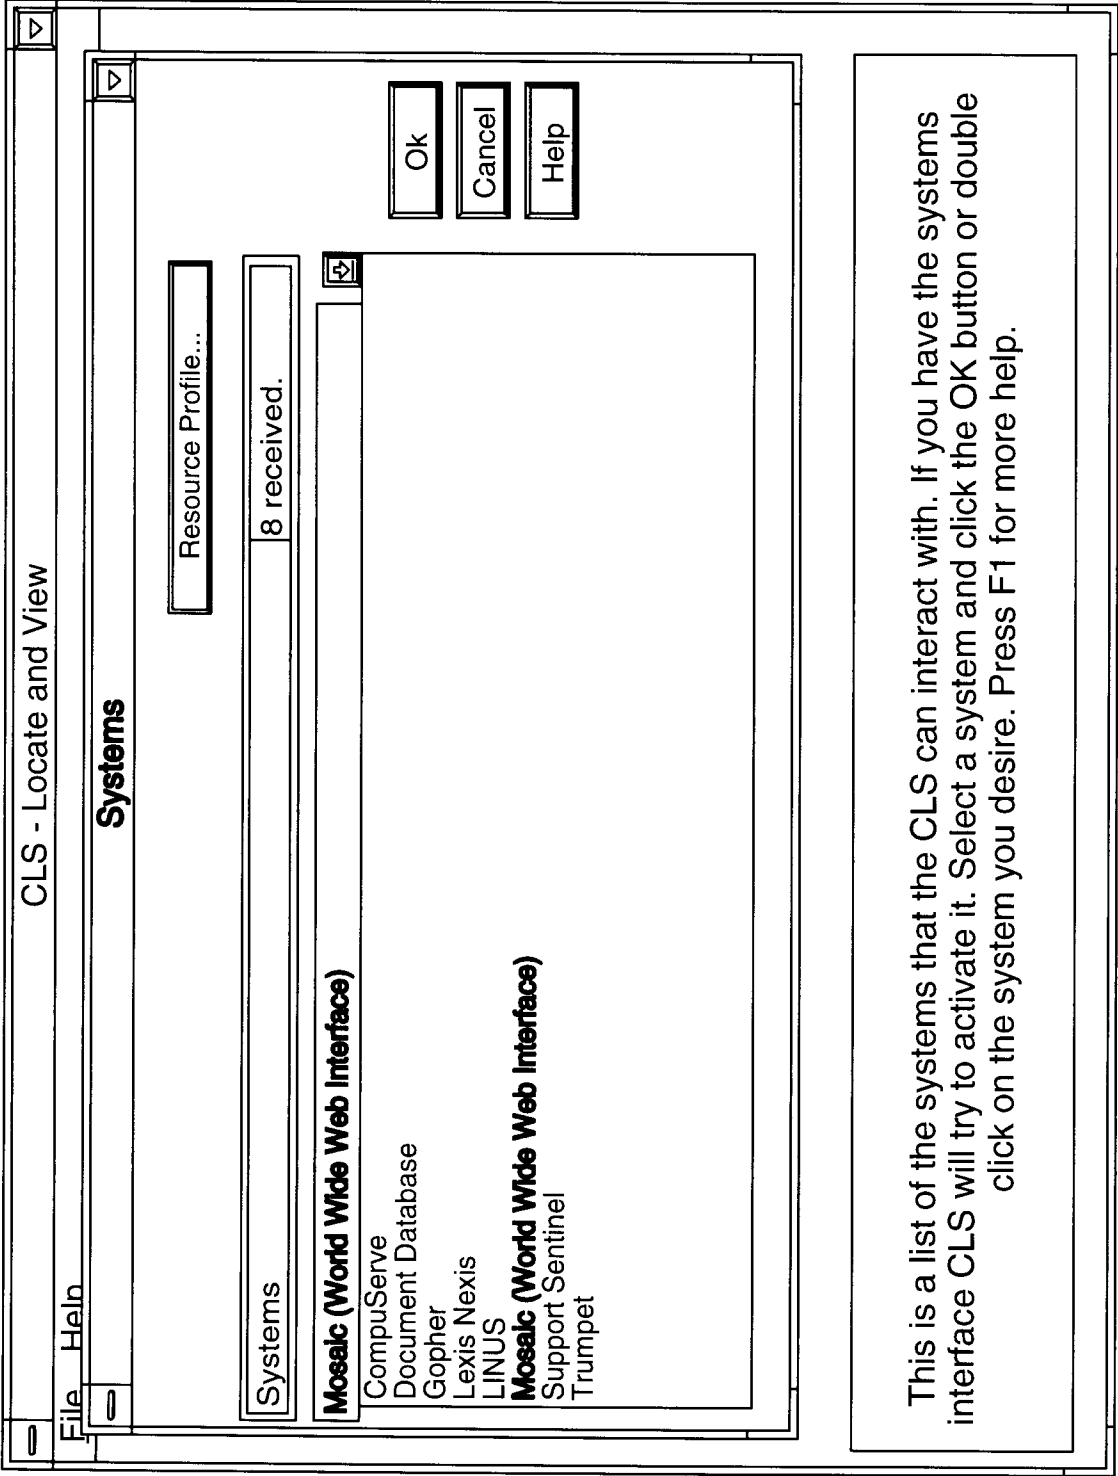 CLS - Locate and View
File Help
Systems
Resource Profile...
Systems
8 received.
Mosaic (World Wide Web Interface)
CompuServe
Document Database
Gopher
Lexis Nexis
LINUS
Mosaic (World Wide Web Interface)
Support Sentinel
Trumpet
Ok
Cancel
Help
This is a list of the systems that the CLS can interact with. If you have the systems
interface CLS will try to activate it. Select a system and click the OK button or double
click on the system you desire. Press F1 for more help.